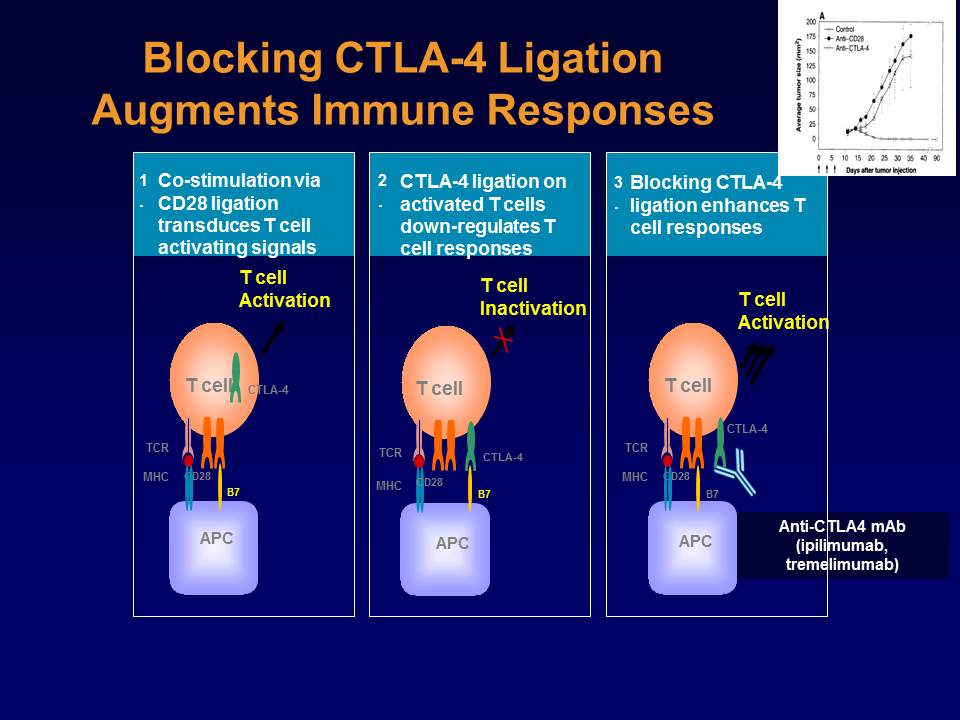 Blocking CTLA-4 Ligation
Augments Immune Responses
A
Control
Anti-CD28
Anti-CTLA-4
Average tumor size (mm²)
200
175
150
125
100
75
50
25
0
0 5 10 15 20 25 30 35 40 90
Days after tumor injection
1
.
Co-stimulation via
CD28 ligation
transduces T cell
activating signals
T cell
Activation
T cell
CTLA-4
TCR
MHC
CD28
B7
APC
2
.
CTLA-4 ligation on
activated T cells
down-regulates T
cell responses
T cell
Inactivation
T cell
TCR
CTLA-4
MHC
CD28
B7
APC
3
.
Blocking CTLA-4
ligation enhances T
cell responses
T cell
Activation
T cell
CTLA-4
TCR
MHC
CD28
B7
APC
Anti-CTLA4 mAb
(ipilimumab,
tremelimumab)